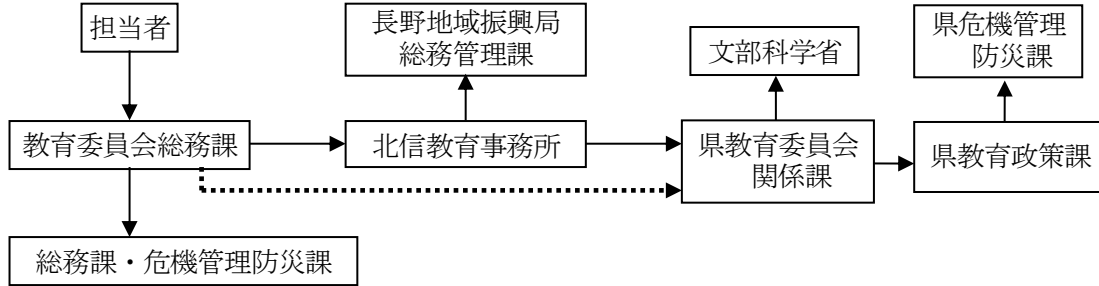 担当者
長野地域振興局
総務管理課
文部科学省
県危機管理
防災課
教育委員会総務課
北信教育事務所
県教育委員会
関係課
県教育政策課
総務課・危機管理防災課